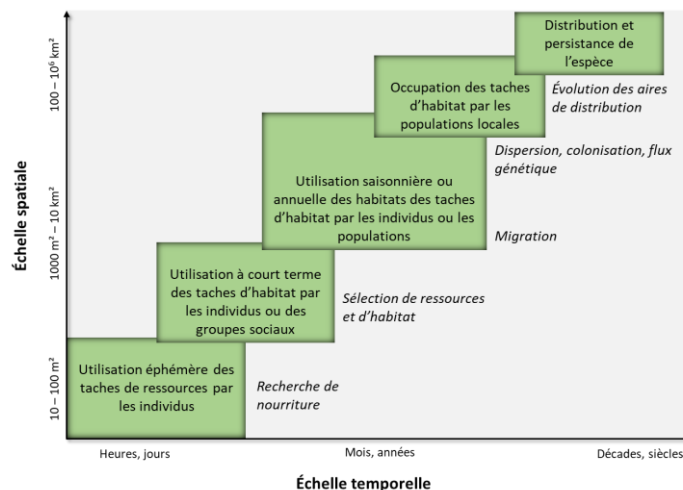 Échelle spatiale
100 – 10⁶ km²
1000 m² – 10 km²
10 – 100 m²
Distribution et
persistance de
l'espèce
Évolution des aires
de distribution
Occupation des taches
d'habitat par les
populations locales
Dispersion, colonisation, flux
génétique
Utilisation saisonnière ou
annuelle des habitats des taches
d'habitat par les individus ou les
populations
Migration
Utilisation à court terme
des taches d'habitat par
les individus ou des
groupes sociaux
Sélection de ressources
et d'habitat
Utilisation éphémère des
taches de ressources par
les individus
Recherche de
nourriture
Heures, jours
Mois, années
Décades, siècles
Échelle temporelle